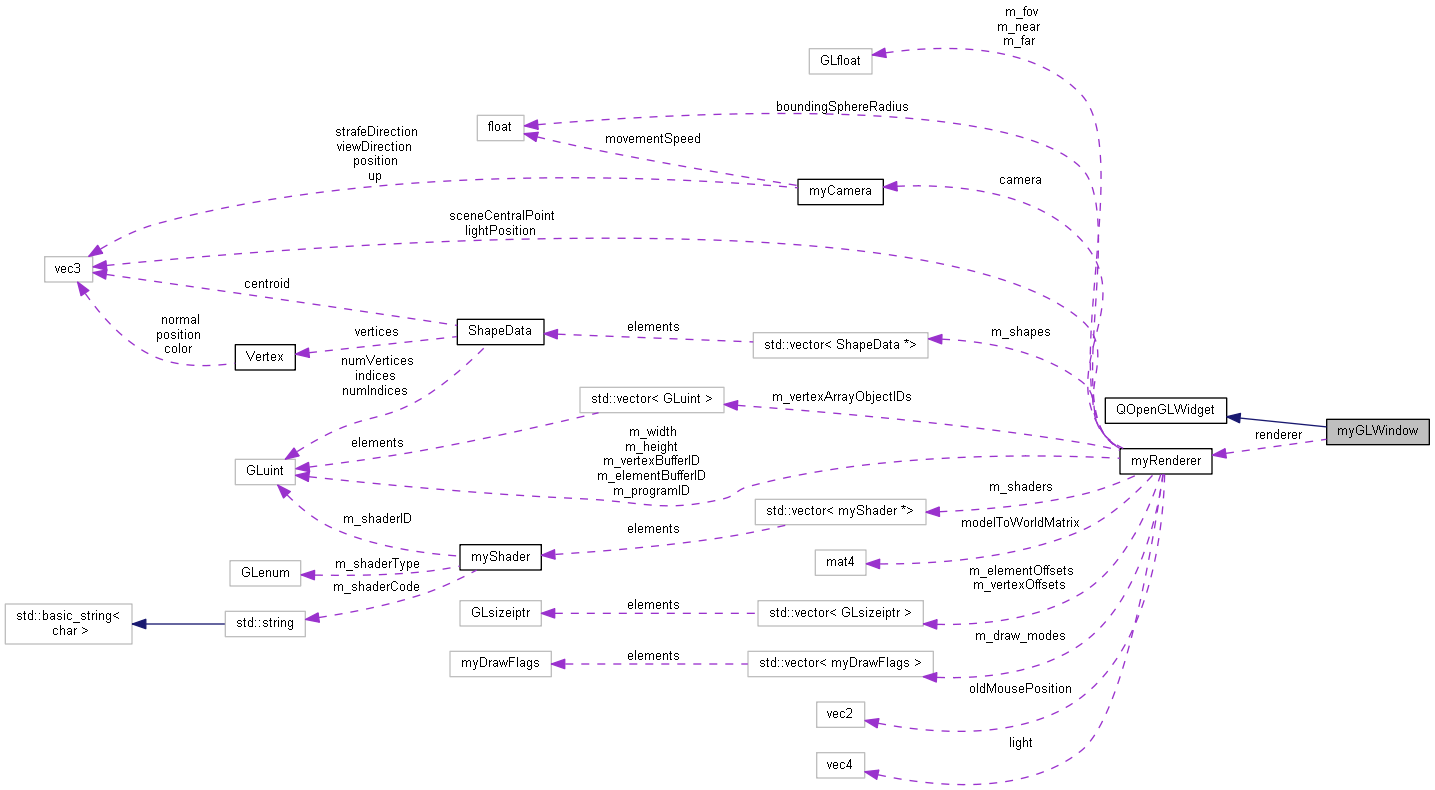 m_fov
m_near
m_far
GLfloat
boundingSphereRadius
float
movementSpeed
strafeDirection
viewDirection
position
up
camera
myCamera
sceneCentralPoint
lightPosition
vec3
centroid
normal
position
color
Vertex
vertices
ShapeData
elements
std::vector< ShapeData *>
m_shapes
numVertices
indices
numIndices
std::vector< GLuint >
m_vertexArrayObjectIDs
QOpenGLWidget
myGLWindow
renderer
myRenderer
elements
GLuint
m_width
m_height
m_vertexBufferID
m_elementBufferID
m_programID
m_shaders
std::vector< myShader *>
m_shaderID
elements
modelToWorldMatrix
myShader
mat4
m_shaderType
GLenum
m_shaderCode
m_elementOffsets
m_vertexOffsets
std::basic_string<
char >
std::string
GLsizeiptr
elements
std::vector< GLsizeiptr >
m_draw_modes
myDrawFlags
elements
std::vector< myDrawFlags >
oldMousePosition
vec2
light
vec4